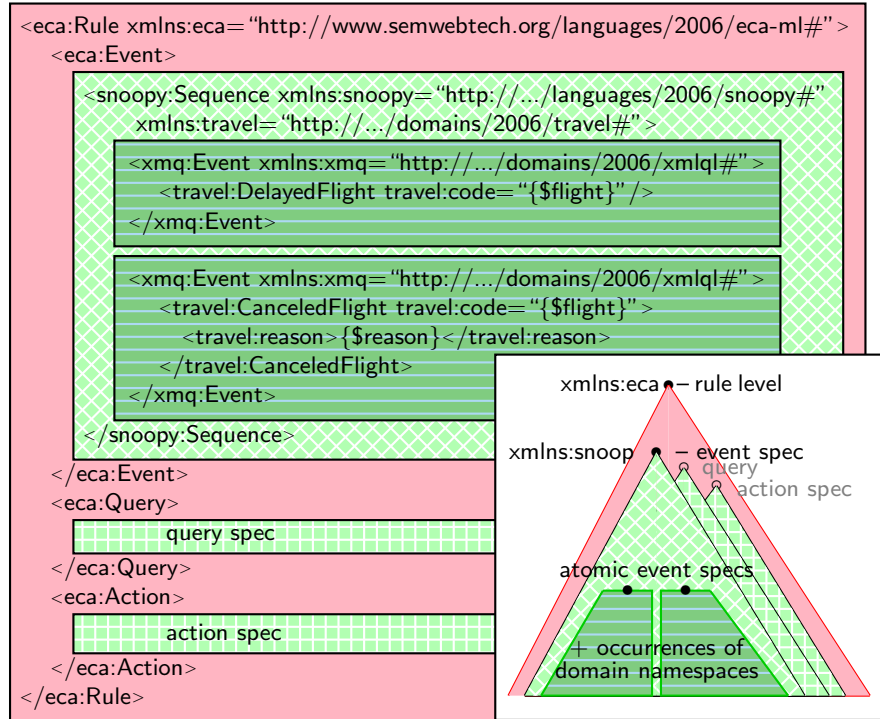 <eca:Rule xmlns:eca=“http://www.semwebtech.org/languages/2006/eca-ml#”>
<eca:Event>
<snoopy:Sequence xmlns:snoopy=“http://.../languages/2006/snoopy#”
xmlns:travel=“http://.../domains/2006/travel#”>
<xmq:Event xmlns:xmq=“http://.../domains/2006/xmlql#”>
<travel:DelayedFlight travel:code=“{$flight}”/>
</xmq:Event>
<xmq:Event xmlns:xmq=“http://.../domains/2006/xmlql#”>
<travel:CanceledFlight travel:code=“{$flight}”>
<travel:reason>{$reason}</travel:reason>
</travel:CanceledFlight>
</xmq:Event>
</snoopy:Sequence>
</eca:Event>
<eca:Query>
query spec
</eca:Query>
<eca:Action>
action spec
</eca:Action>
</eca:Rule>
xmlns:eca – rule level
xmlns:snoop – event spec
query
action spec
atomic event specs
+ occurrences of
domain namespaces